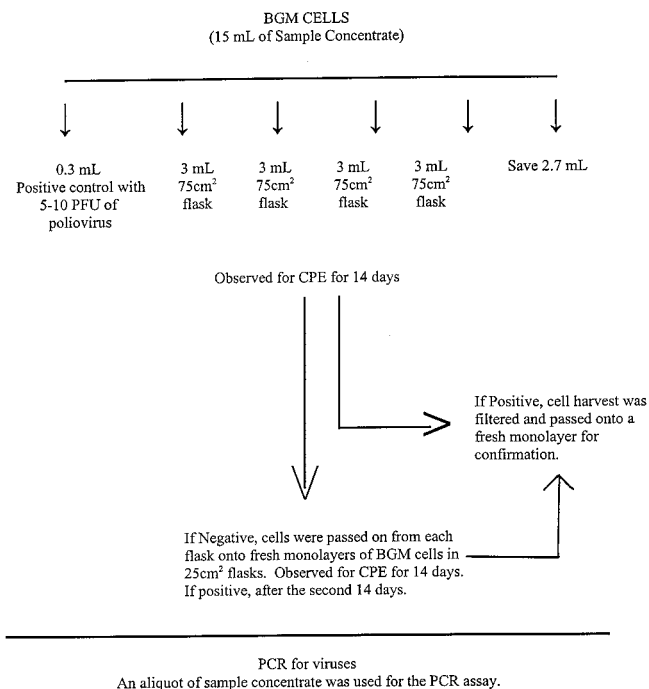 BGM CELLS
(15 mL of Sample Concentrate)
0.3 mL
Positive control with
5-10 PFU of
poliovirus
3 mL
75cm²
flask
3 mL
75cm²
flask
3 mL
75cm²
flask
3 mL
75cm²
flask
Save 2.7 mL
Observed for CPE for 14 days
If Positive, cell harvest was
filtered and passed onto a
fresh monolayer for
confirmation.
If Negative, cells were passed on from each
flask onto fresh monolayers of BGM cells in
25cm² flasks. Observed for CPE for 14 days.
If positive, after the second 14 days.
PCR for viruses
An aliquot of sample concentrate was used for the PCR assay.